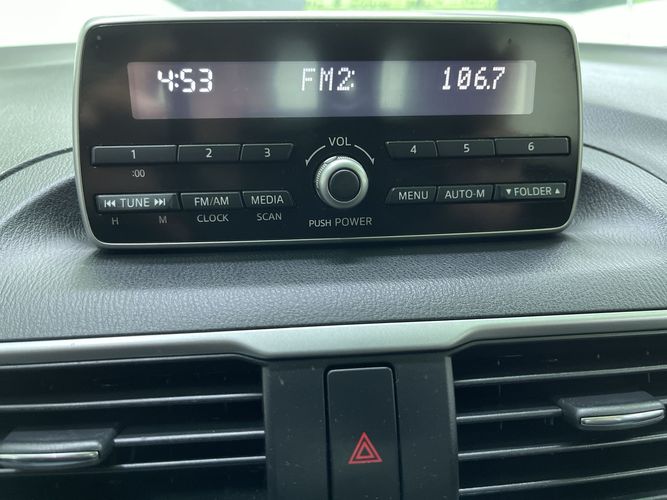 4:53 FM2: 106.7
VOL
1 2 3 4 5 6
:00
⏮ TUNE ⏭ FM/AM MEDIA MENU AUTO-M ▼ FOLDER ▲
H M CLOCK SCAN PUSH POWER